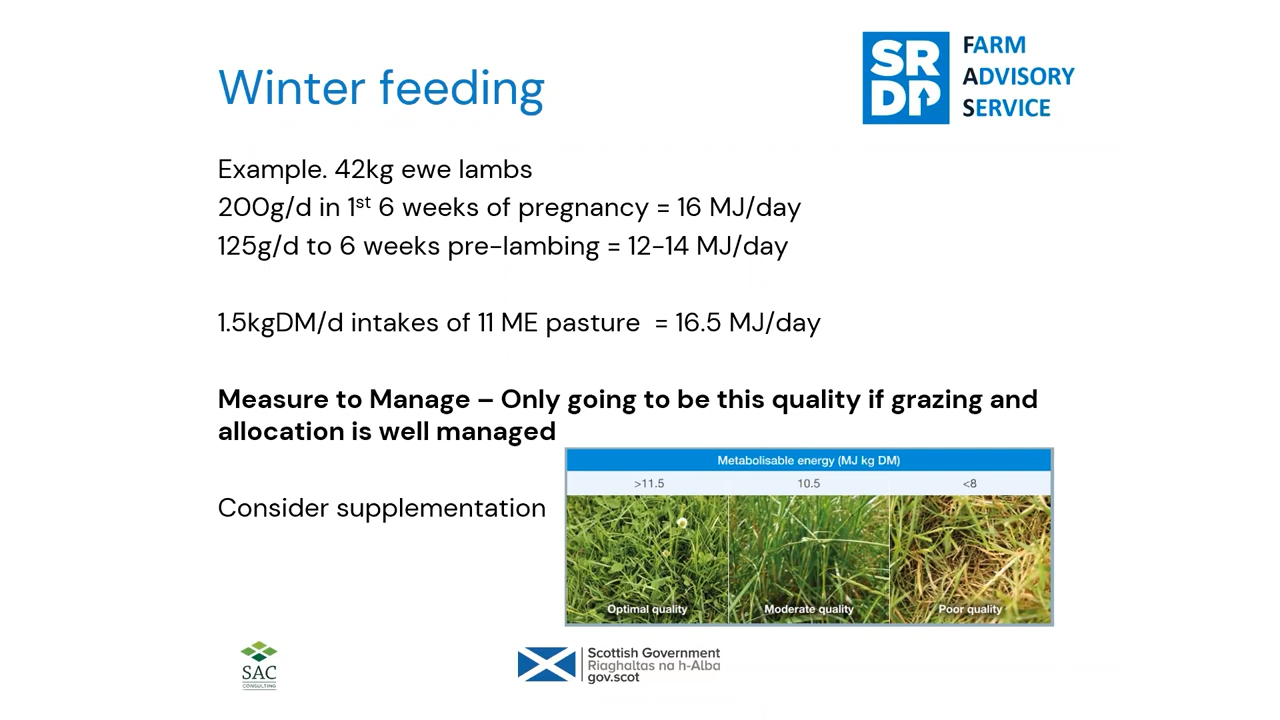 Winter feeding
SRDP
FARM
ADVISORY
SERVICE
Example. 42kg ewe lambs
200g/d in 1st 6 weeks of pregnancy = 16 MJ/day
125g/d to 6 weeks pre-lambing = 12-14 MJ/day
1.5kgDM/d intakes of 11 ME pasture = 16.5 MJ/day
Measure to Manage – Only going to be this quality if grazing and
allocation is well managed
Consider supplementation
Metabolisable energy (MJ kg DM)
>11.5 10.5 <8
Optimal quality Moderate quality Poor quality
SAC
CONSULTING
Scottish Government
Riaghaltas na h-Alba
gov.scot